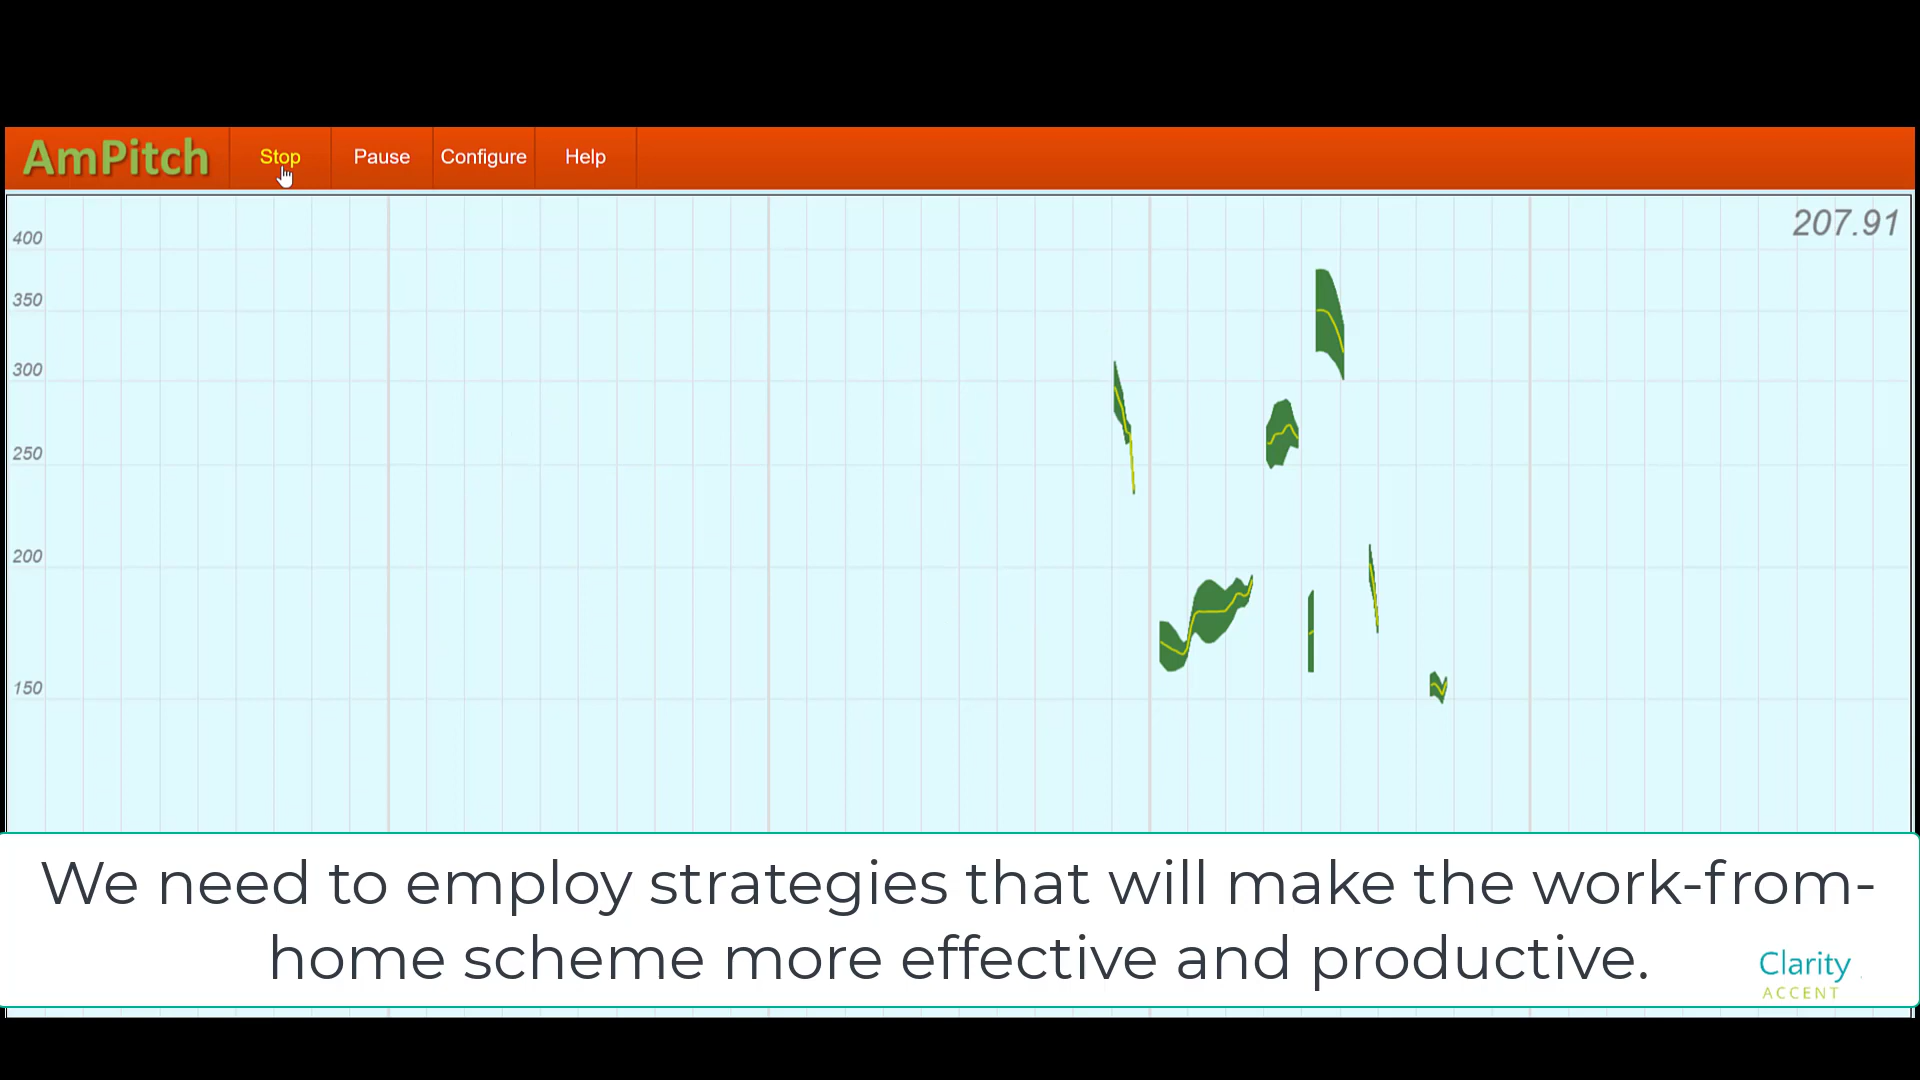 AmPitch
Stop
Pause
Configure
Help
207.91
400
350
300
250
200
150
We need to employ strategies that will make the work-from-
home scheme more effective and productive.
Clarity
ACCENT